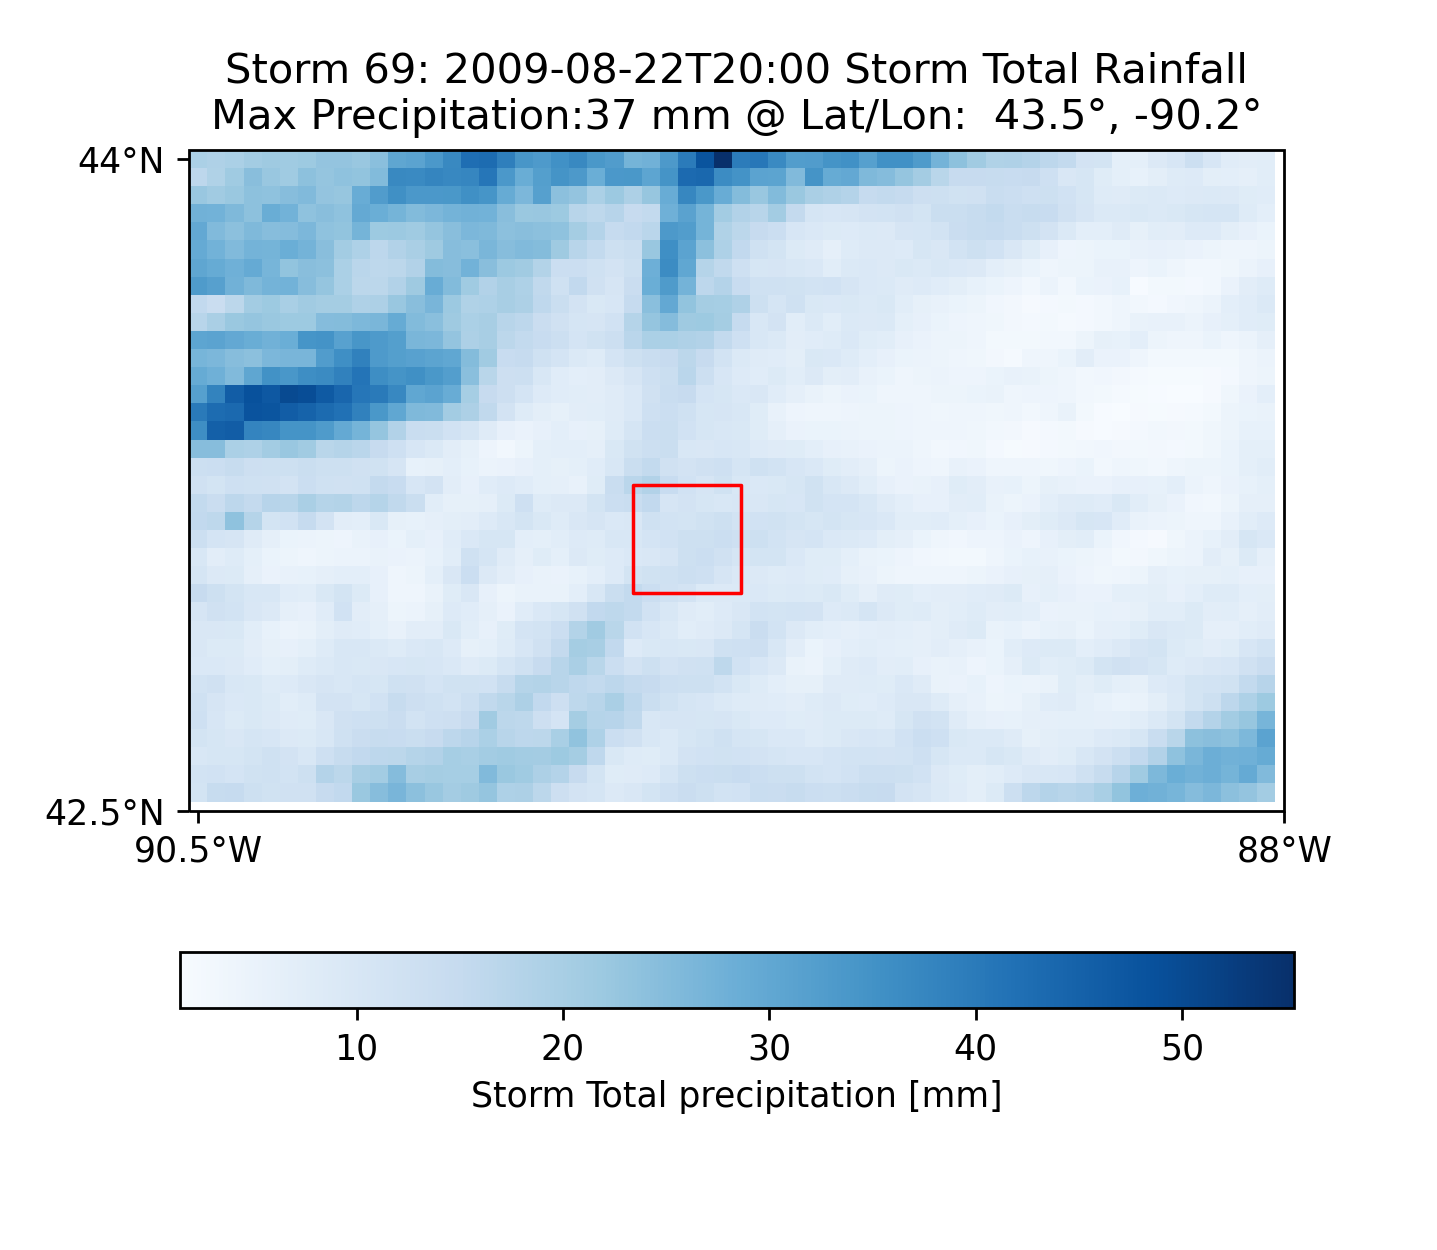 Storm 69: 2009-08-22T20:00 Storm Total Rainfall
Max Precipitation:37 mm @ Lat/Lon:  43.5°, -90.2°
44°N
42.5°N
90.5°W
88°W
10
20
30
40
50
Storm Total precipitation [mm]